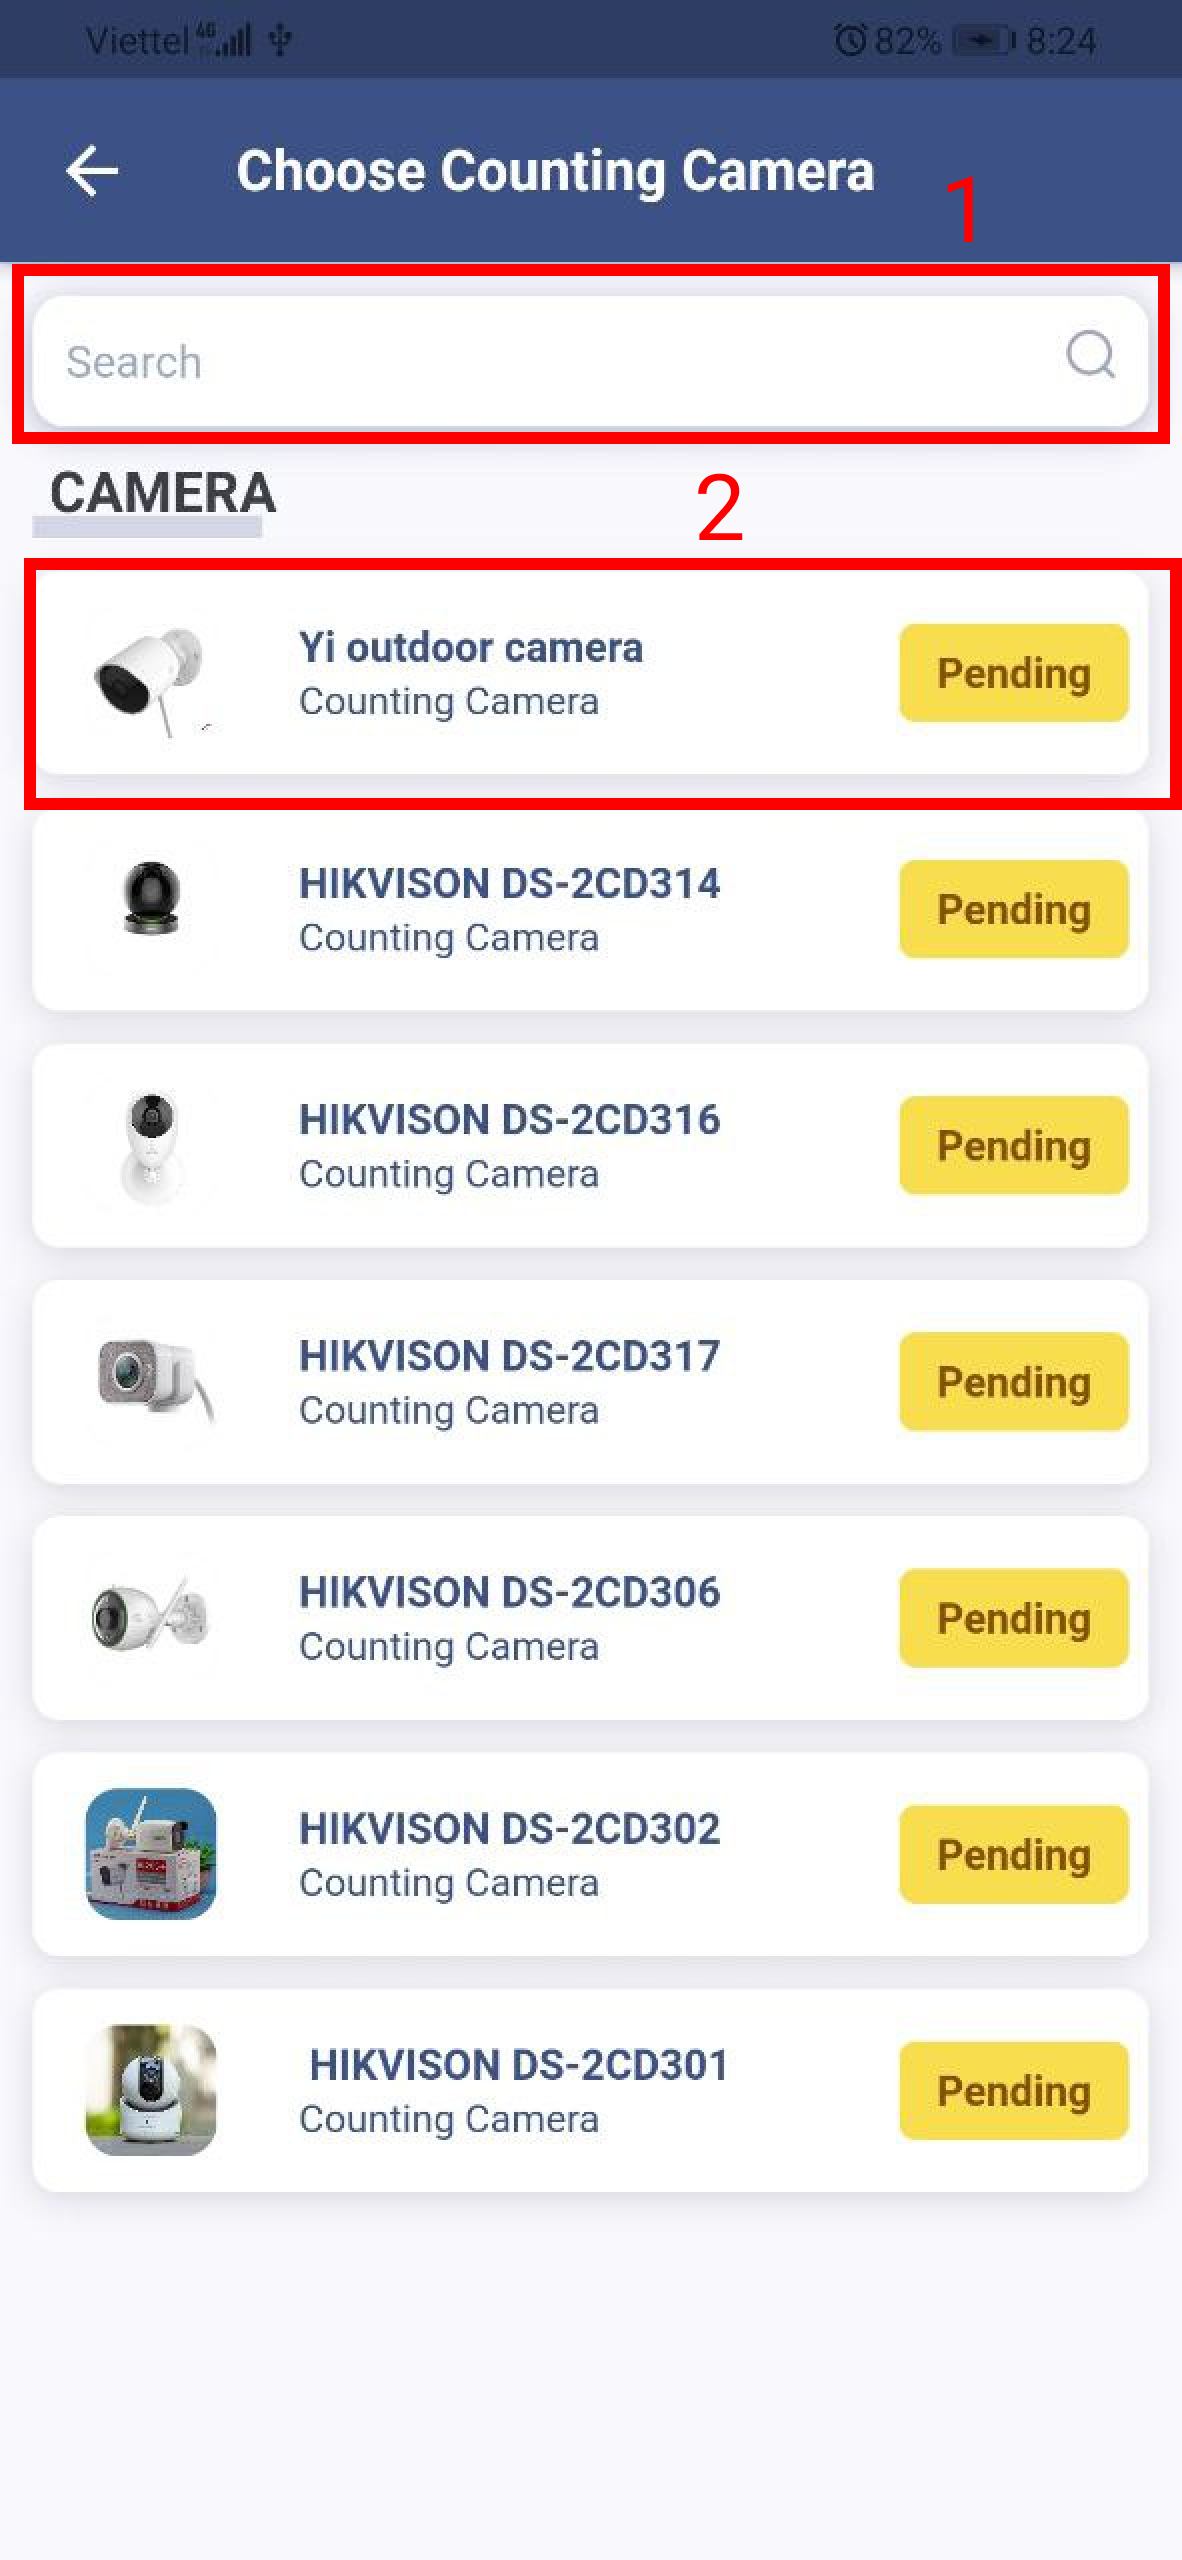 Viettel 4G 82% 8:24
Choose Counting Camera
1
Search
CAMERA
2
Yi outdoor camera
Counting Camera
Pending
HIKVISON DS-2CD314
Counting Camera
Pending
HIKVISON DS-2CD316
Counting Camera
Pending
HIKVISON DS-2CD317
Counting Camera
Pending
HIKVISON DS-2CD306
Counting Camera
Pending
HIKVISON DS-2CD302
Counting Camera
Pending
HIKVISON DS-2CD301
Counting Camera
Pending